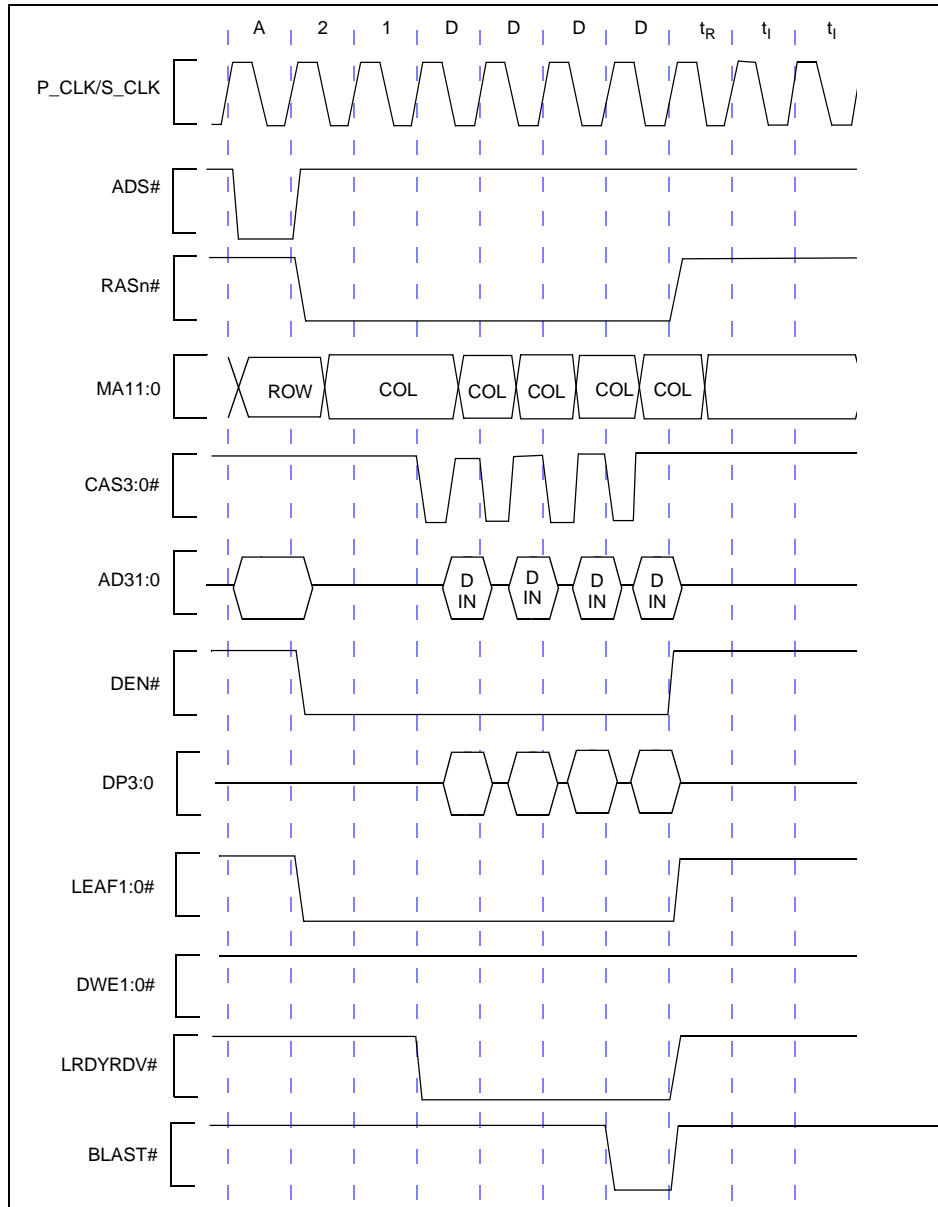 A 2 1 D D D D tR tI tI
P_CLK/S_CLK
ADS#
RASn#
MA11:0 ROW COL COL COL COL COL
CAS3:0#
AD31:0 D IN D IN D IN D IN
DEN#
DP3:0
LEAF1:0#
DWE1:0#
LRDYRDV#
BLAST#